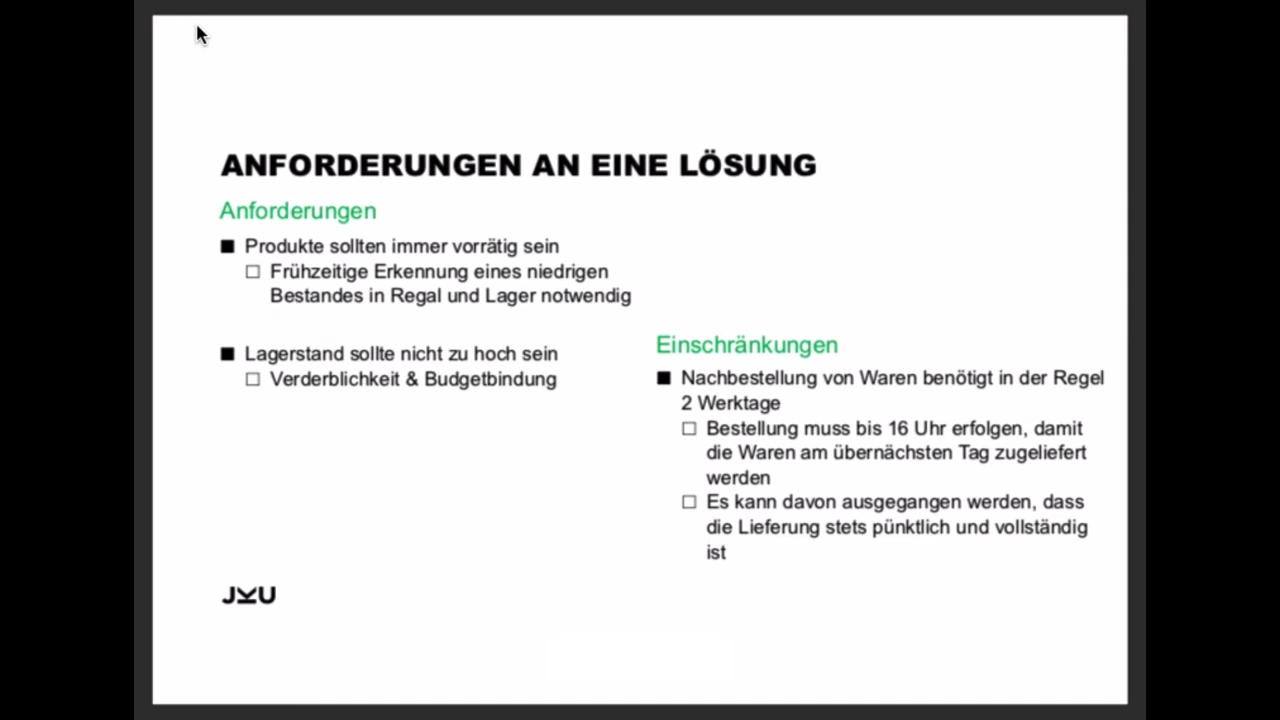 ANFORDERUNGEN AN EINE LÖSUNG
Anforderungen
■ Produkte sollten immer vorrätig sein
□ Frühzeitige Erkennung eines niedrigen
Bestandes in Regal und Lager notwendig
■ Lagerstand sollte nicht zu hoch sein
□ Verderblichkeit & Budgetbindung
Einschränkungen
■ Nachbestellung von Waren benötigt in der Regel
2 Werktage
□ Bestellung muss bis 16 Uhr erfolgen, damit
die Waren am übernächsten Tag zugeliefert
werden
□ Es kann davon ausgegangen werden, dass
die Lieferung stets pünktlich und vollständig
ist
JKU